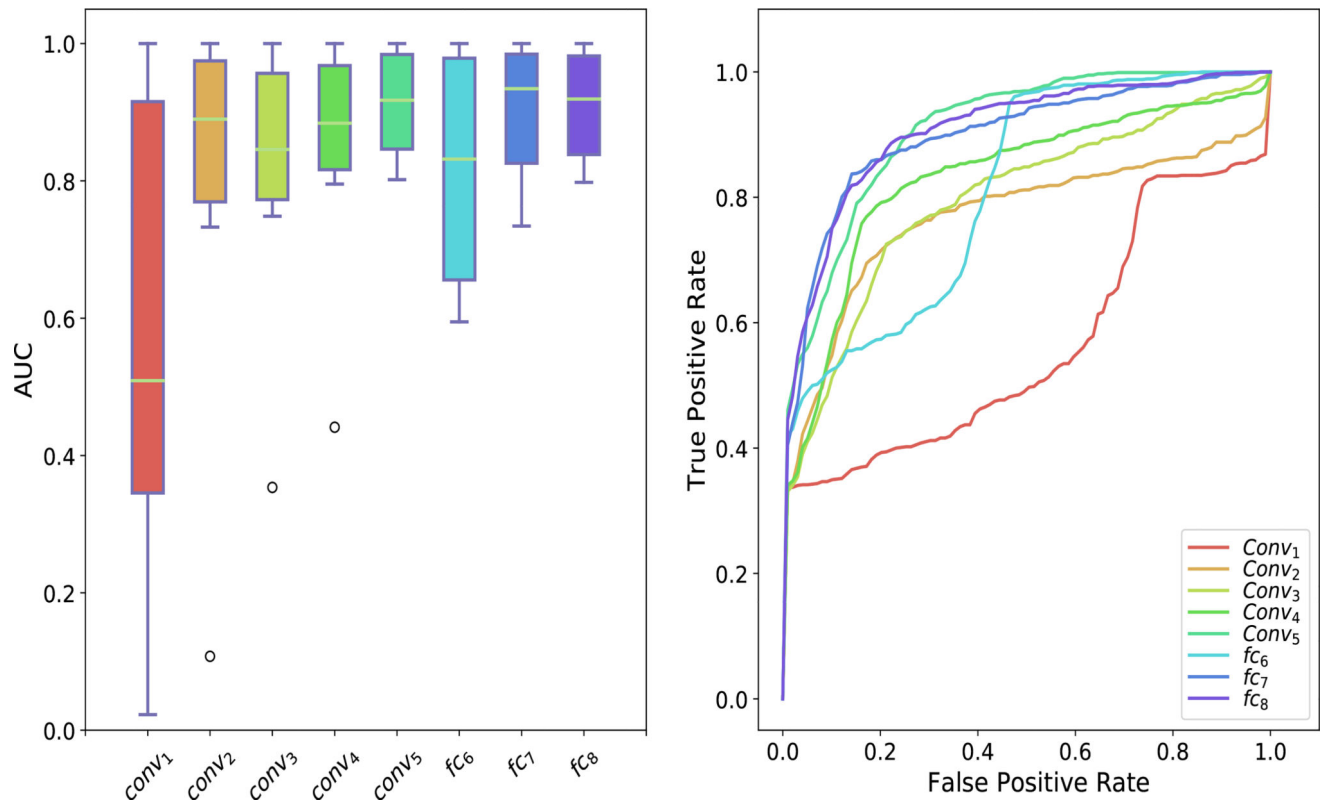 1.0
0.8
0.6
0.4
0.2
0.0
AUC
conv₁
conv₂
conv₃
conv₄
conv₅
fc₆
fc₇
fc₈
1.0
0.8
0.6
0.4
0.2
0.0
True Positive Rate
0.0 0.2 0.4 0.6 0.8 1.0
False Positive Rate
Conv₁
Conv₂
Conv₃
Conv₄
Conv₅
fc₆
fc₇
fc₈